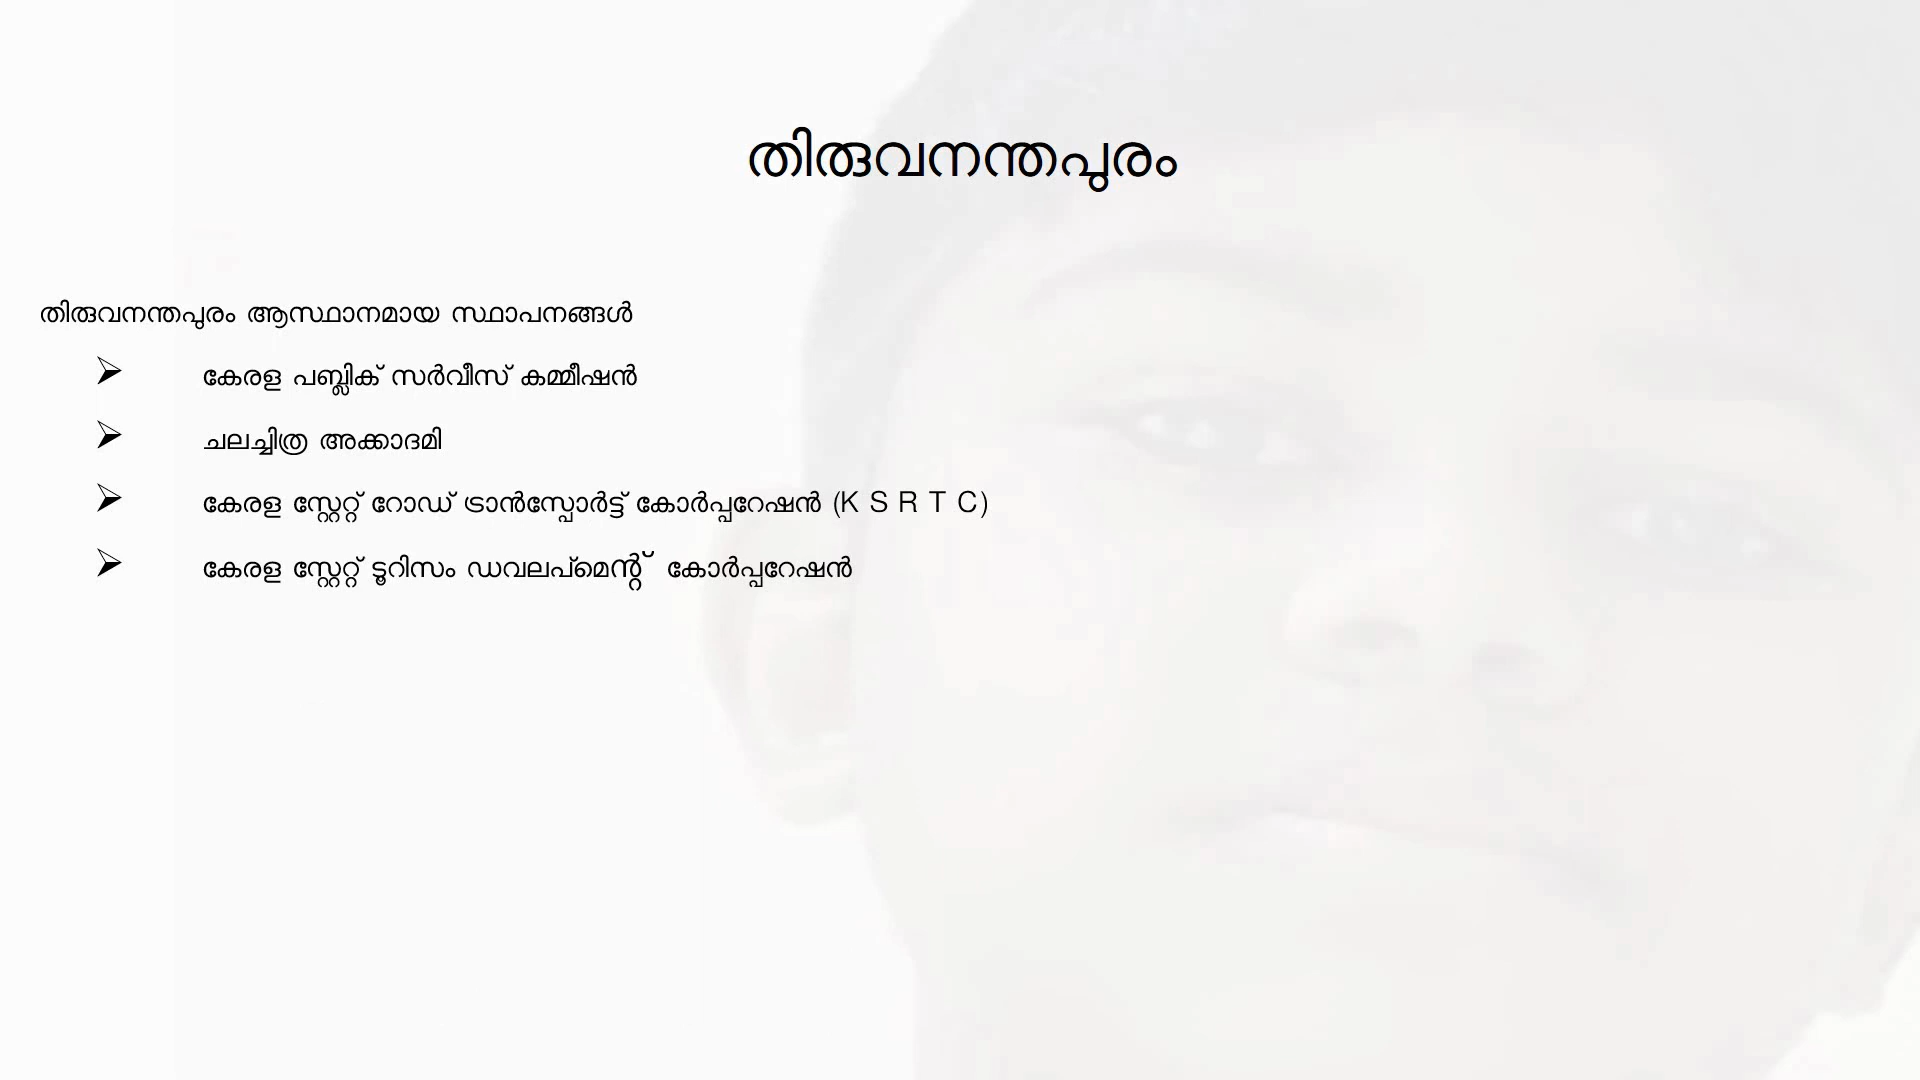 തിരുവനന്തപുരം
തിരുവനന്തപുരം ആസ്ഥാനമായ സ്ഥാപനങ്ങൾ
➢ കേരള പബ്ലിക് സർവീസ് കമ്മീഷൻ
➢ ചലച്ചിത്ര അക്കാദമി
➢ കേരള സ്റ്റേറ്റ് റോഡ് ട്രാൻസ്പോർട്ട് കോർപ്പറേഷൻ (K S R T C)
➢ കേരള സ്റ്റേറ്റ് ടൂറിസം ഡവലപ്മെന്റ് കോർപ്പറേഷൻ